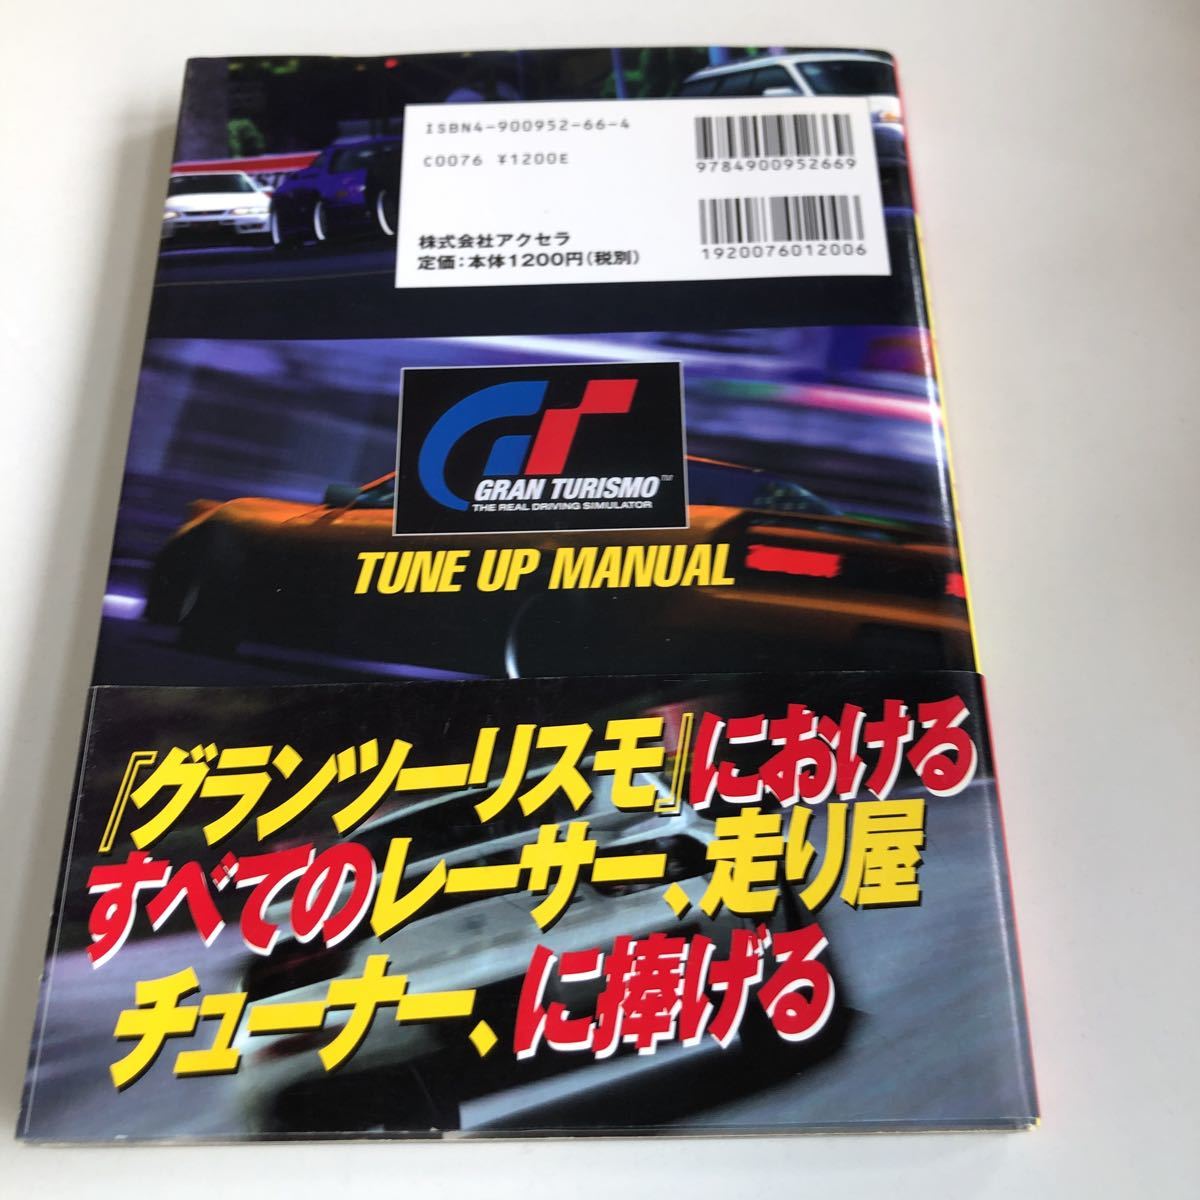 ISBN4-900952-66-4
C0076 ¥1200E
9784900952669
株式会社アクセラ
定価：本体1200円（税別）
1920076012006
GT
GRAN TURISMO™
THE REAL DRIVING SIMULATOR
TUNE UP MANUAL
『グランツーリスモ』における
すべてのレーサー、走り屋
チューナー、に捧げる